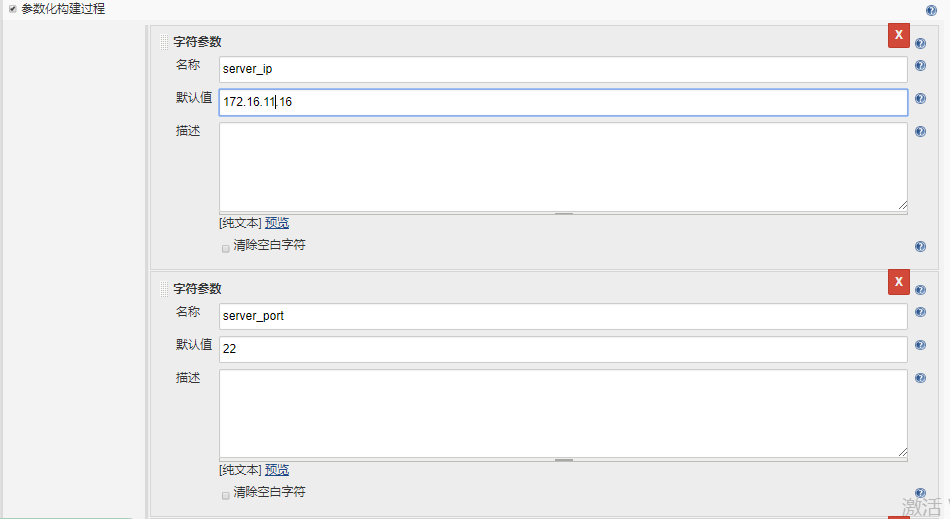 参数化构建过程
字符参数
X
名称
server_ip
默认值
172.16.11.16
描述
[纯文本] 预览
清除空白字符
字符参数
X
名称
server_port
默认值
22
描述
[纯文本] 预览
清除空白字符
激活